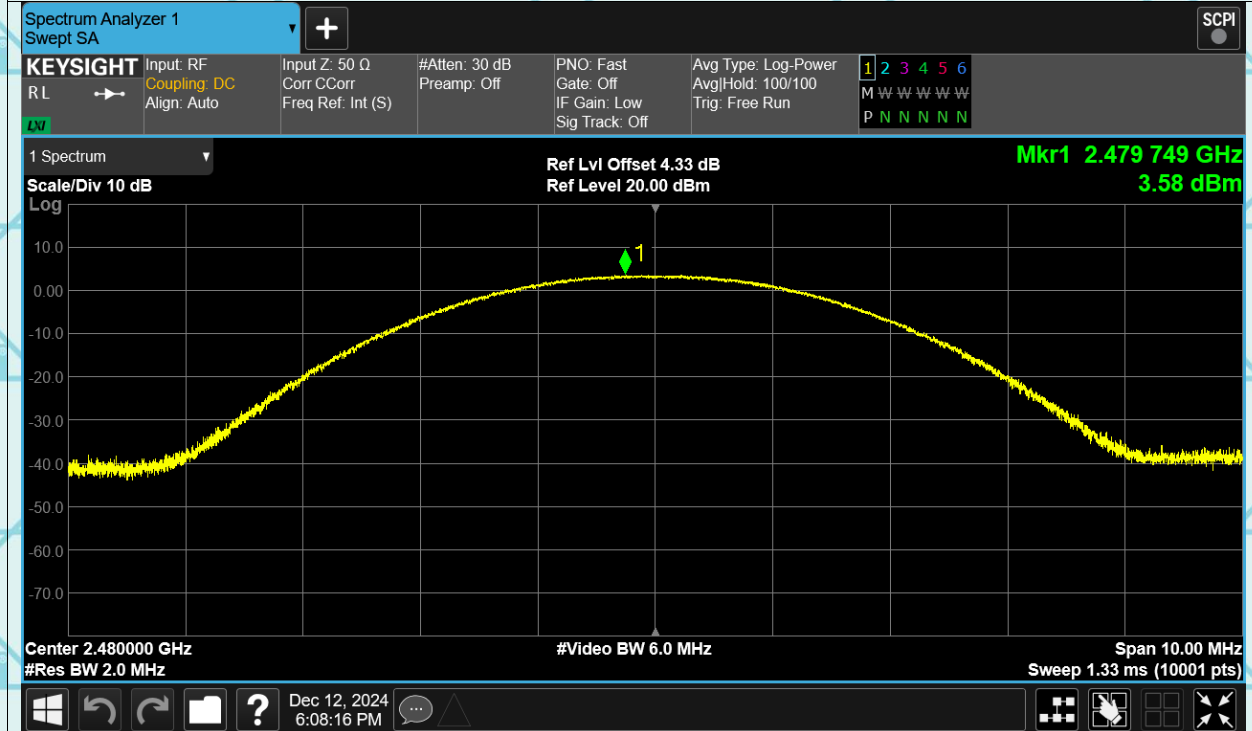 Spectrum Analyzer 1
Swept SA
SCPI
KEYSIGHT
R L
LXI
Input: RF
Coupling: DC
Align: Auto
Input Z: 50 Ω
Corr CCorr
Freq Ref: Int (S)
#Atten: 30 dB
Preamp: Off
PNO: Fast
Gate: Off
IF Gain: Low
Sig Track: Off
Avg Type: Log-Power
Avg|Hold: 100/100
Trig: Free Run
1 2 3 4 5 6
M W W W W W
P N N N N N
1 Spectrum
Scale/Div 10 dB
Log
Ref Lvl Offset 4.33 dB
Ref Level 20.00 dBm
Mkr1 2.479 749 GHz
3.58 dBm
1
10.0
0.00
-10.0
-20.0
-30.0
-40.0
-50.0
-60.0
-70.0
Center 2.480000 GHz
#Res BW 2.0 MHz
#Video BW 6.0 MHz
Span 10.00 MHz
Sweep 1.33 ms (10001 pts)
?
Dec 12, 2024
6:08:16 PM